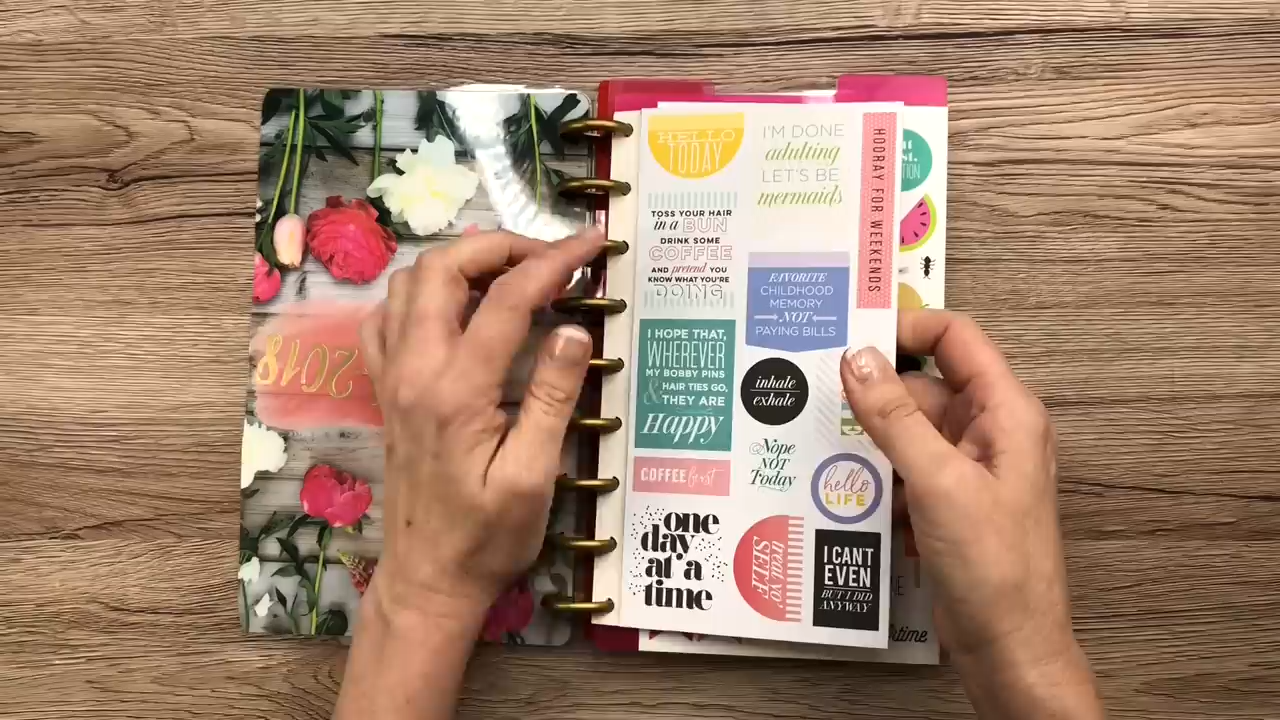 HELLO
TODAY
I'M DONE
adulting
LET'S BE
mermaids
HOORAY FOR WEEKENDS
TOSS YOUR HAIR
in a BUN
DRINK SOME
COFFEE
AND pretend YOU
KNOW WHAT YOU'RE
DOING
FAVORITE
CHILDHOOD
MEMORY
NOT
PAYING BILLS
I HOPE THAT,
WHEREVER
MY BOBBY PINS
& HAIR TIES GO,
THEY ARE
Happy
inhale
exhale
COFFEE first
Nope
NOT
Today
hello
LIFE
one
day
at a
time
treat yo'
SELF
I CAN'T
EVEN
BUT I DID
ANYWAY
2018